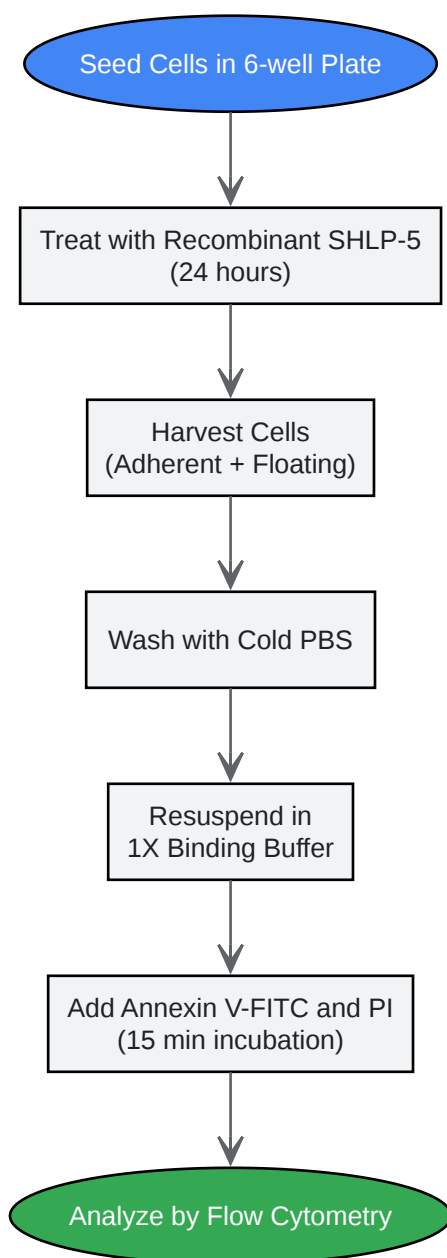 Seed Cells in 6-well Plate
Treat with Recombinant SHLP-5
(24 hours)
Harvest Cells
(Adherent + Floating)
Wash with Cold PBS
Resuspend in
1X Binding Buffer
Add Annexin V-FITC and PI
(15 min incubation)
Analyze by Flow Cytometry